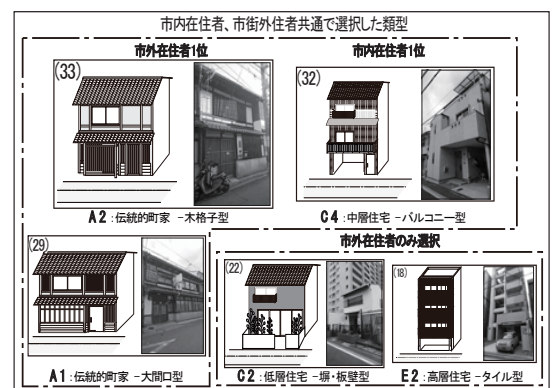 市内在住者、市街外住者共通で選択した類型
市外在住者1位
市内在住者1位
(33)
(32)
A2:伝統的町家 -木格子型
C4:中層住宅 -バルコニー型
市外在住者のみ選択
(29)
(22)
(18)
A1:伝統的町家 -大間口型
C2:低層住宅 -塀・板壁型
E2:高層住宅 -タイル型